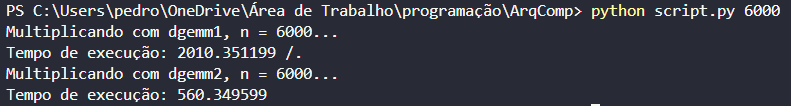 PS C:\Users\pedro\OneDrive\Área de Trabalho\programação\ArqComp> python script.py 6000
Multiplicando com dgemm1, n = 6000...
Tempo de execução: 2010.351199 /.
Multiplicando com dgemm2, n = 6000...
Tempo de execução: 560.349599